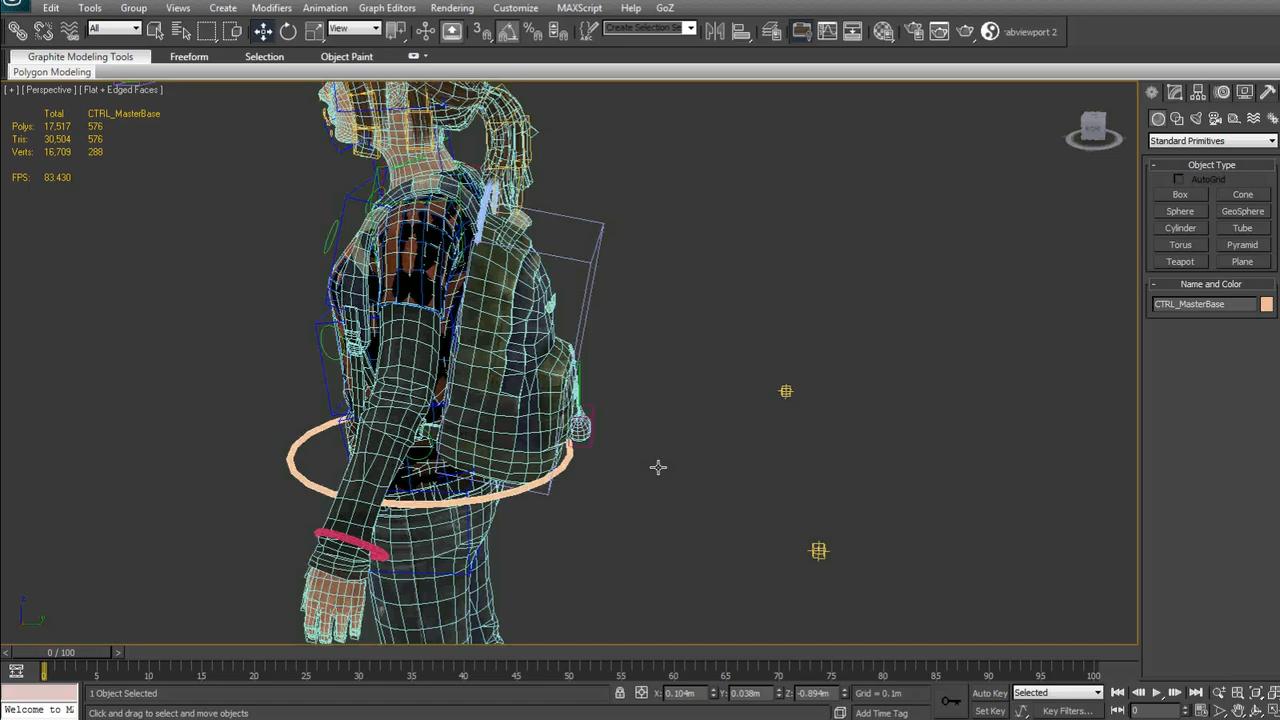 Edit Tools Group Views Create Modifiers Animation Graph Editors Rendering Customize MAXScript Help GoZ
All View Create Selection Se abviewport 2
Graphite Modeling Tools Freeform Selection Object Paint
Polygon Modeling
[ + ] [ Perspective ] [ Flat + Edged Faces ]
Total CTRL_MasterBase
Polys: 17,517 576
Tris: 30,504 576
Verts: 16,709 288
FPS: 83.430
Standard Primitives
- Object Type
AutoGrid
Box Cone
Sphere GeoSphere
Cylinder Tube
Torus Pyramid
Teapot Plane
- Name and Color
CTRL_MasterBase
z
y
< 0 / 100 >
0 5 10 15 20 25 30 35 40 45 50 55 60 65 70 75 80 85 90 95 100
1 Object Selected X: 0.104m Y: 0.038m Z: -0.894m Grid = 0.1m Auto Key Selected
Welcome to M Click and drag to select and move objects Add Time Tag Set Key Key Filters... 0